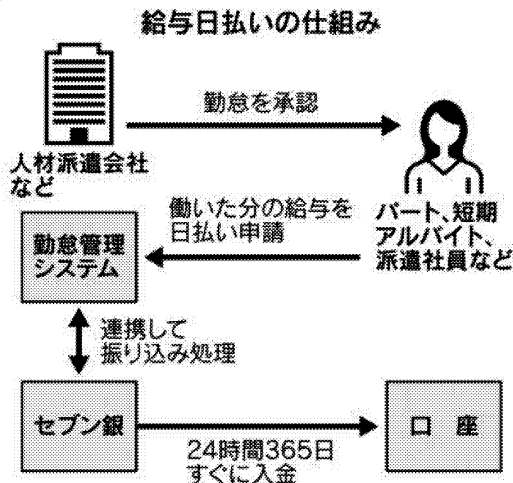 給与日払いの仕組み
勤怠を承認
人材派遣会社
など
働いた分の給与を
日払い申請
パート、短期
アルバイト、
派遣社員など
勤怠管理
システム
連携して
振り込み処理
セブン銀
口 座
24時間365日
すぐに入金